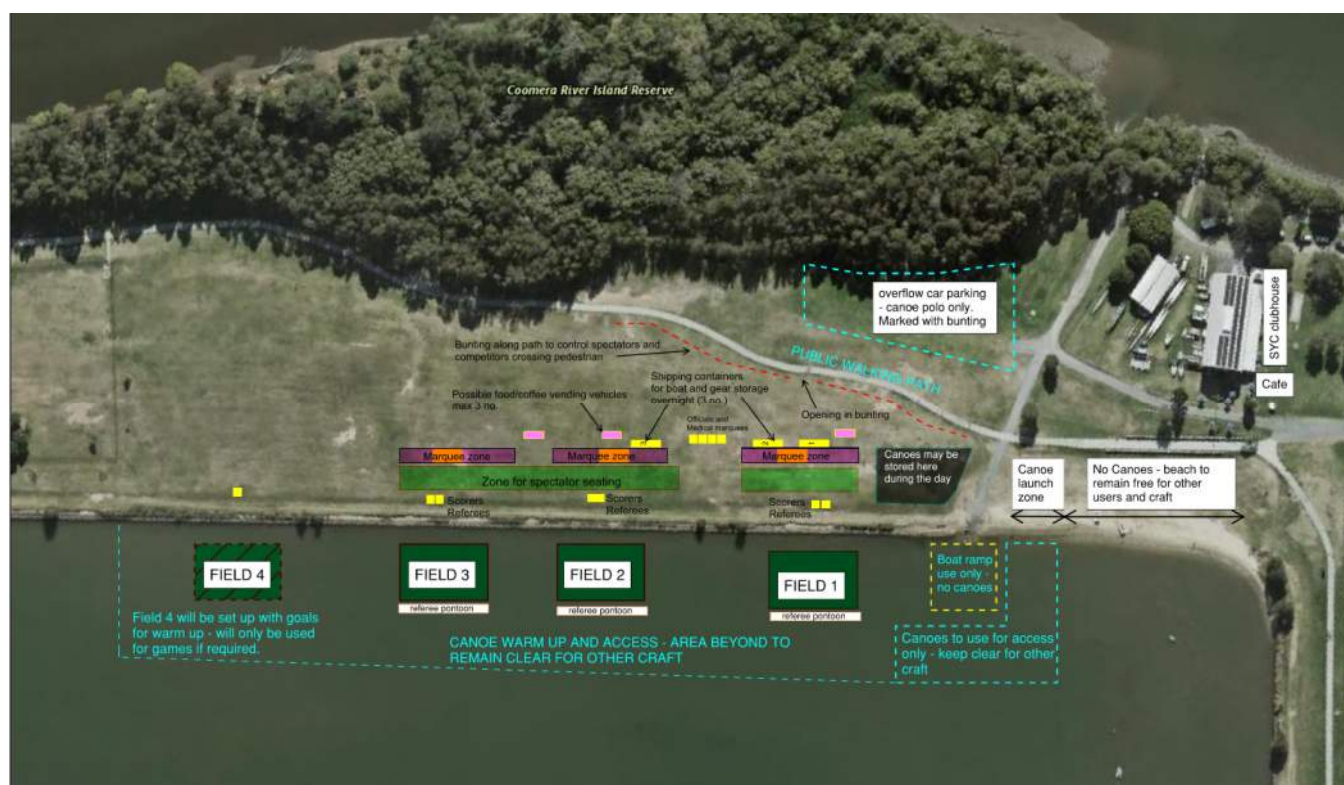 Coomera River Island Reserve
overflow car parking
- canoe polo only.
Marked with bunting
SYC clubhouse
Cafe
PUBLIC WALKING PATH
Bunting along path to control spectators and
competitors crossing pedestrian
Shipping containers
for boat and gear storage
overnight (3 no.)
Possible food/coffee vending vehicles
max 3 no.
Opening in bunting
Officials and
Medical marquees
3
2
1
Marquee zone
Marquee zone
Marquee zone
Zone for spectator seating
Canoes may be
stored here
during the day
Canoe
launch
zone
No Canoes - beach to
remain free for other
users and craft
Scorers
Referees
Scorers
Referees
Scorers
Referees
FIELD 4
FIELD 3
FIELD 2
FIELD 1
referee pontoon
referee pontoon
referee pontoon
Boat ramp
use only -
no canoes
Field 4 will be set up with goals
for warm up - will only be used
for games if required.
CANOE WARM UP AND ACCESS - AREA BEYOND TO
REMAIN CLEAR FOR OTHER CRAFT
Canoes to use for access
only - keep clear for other
craft